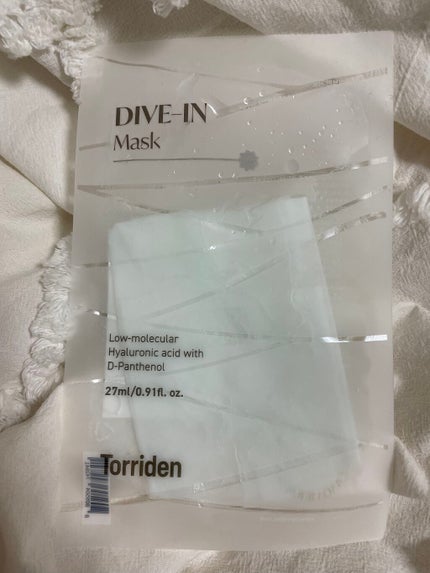 DIVE-IN
Mask
Low-molecular
Hyaluronic acid with
D-Panthenol
27ml/0.91fl. oz.
Torriden